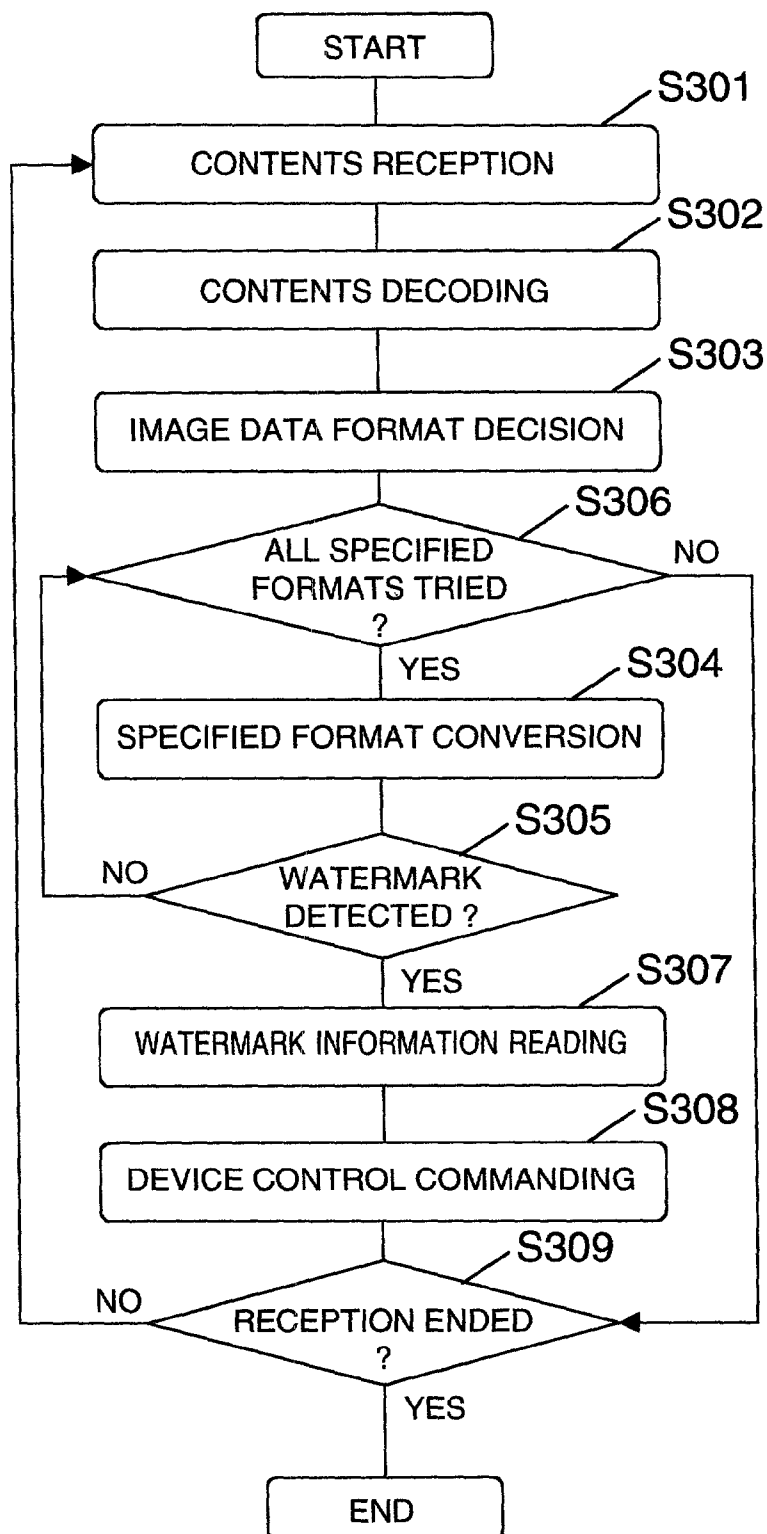 START
S301
CONTENTS RECEPTION
S302
CONTENTS DECODING
S303
IMAGE DATA FORMAT DECISION
S306
ALL SPECIFIED
FORMATS TRIED
?
NO
YES
S304
SPECIFIED FORMAT CONVERSION
S305
NO
WATERMARK
DETECTED ?
YES
S307
WATERMARK INFORMATION READING
S308
DEVICE CONTROL COMMANDING
S309
NO
RECEPTION ENDED
?
YES
END